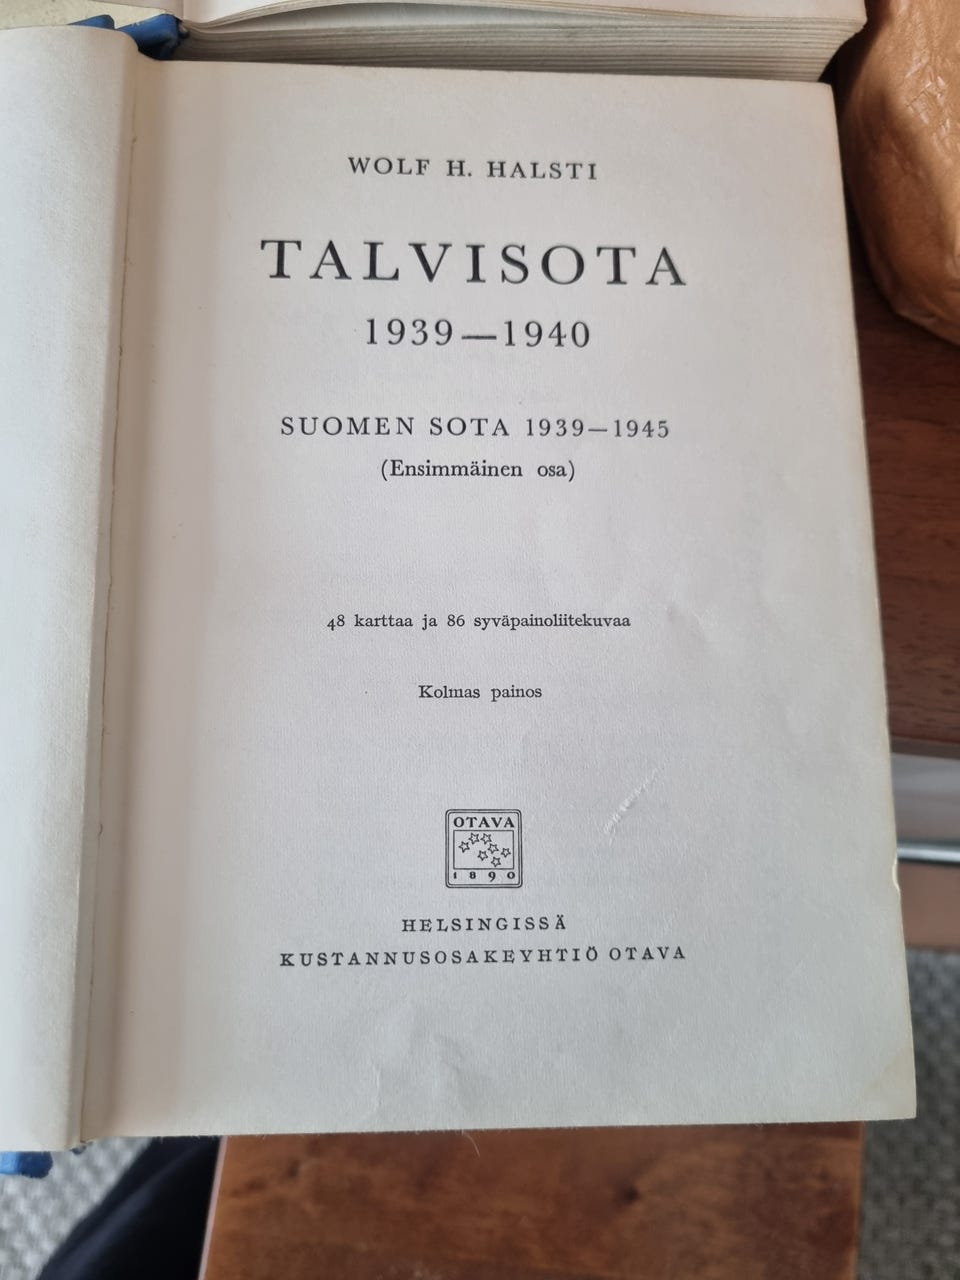 WOLF H. HALSTI
TALVISOTA
1939—1940
SUOMEN SOTA 1939—1945
(Ensimmäinen osa)
48 karttaa ja 86 syväpainoliitekuvaa
Kolmas painos
OTAVA
1890
HELSINGISSÄ
KUSTANNUSOSAKEYHTIÖ OTAVA